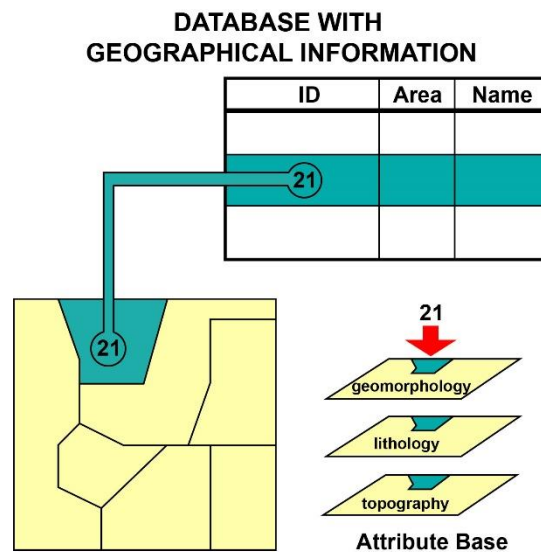 DATABASE WITH
GEOGRAPHICAL INFORMATION
ID Area Name
21
21
21
geomorphology
lithology
topography
Attribute Base